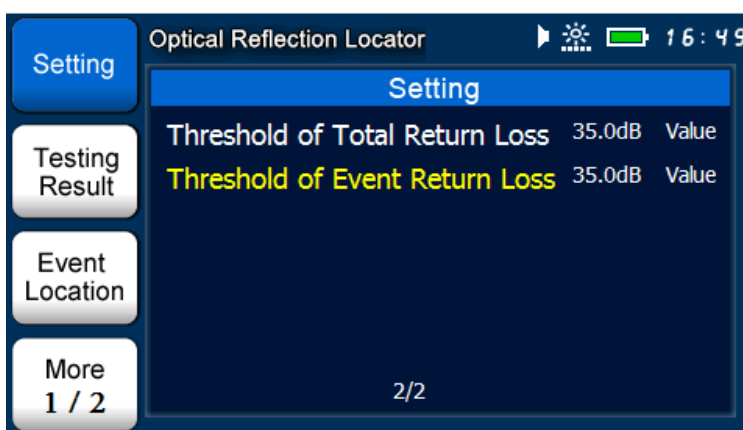 Setting
Optical Reflection Locator
16:49
Setting
Threshold of Total Return Loss 35.0dB Value
Threshold of Event Return Loss 35.0dB Value
Testing
Result
Event
Location
More
1 / 2
2/2